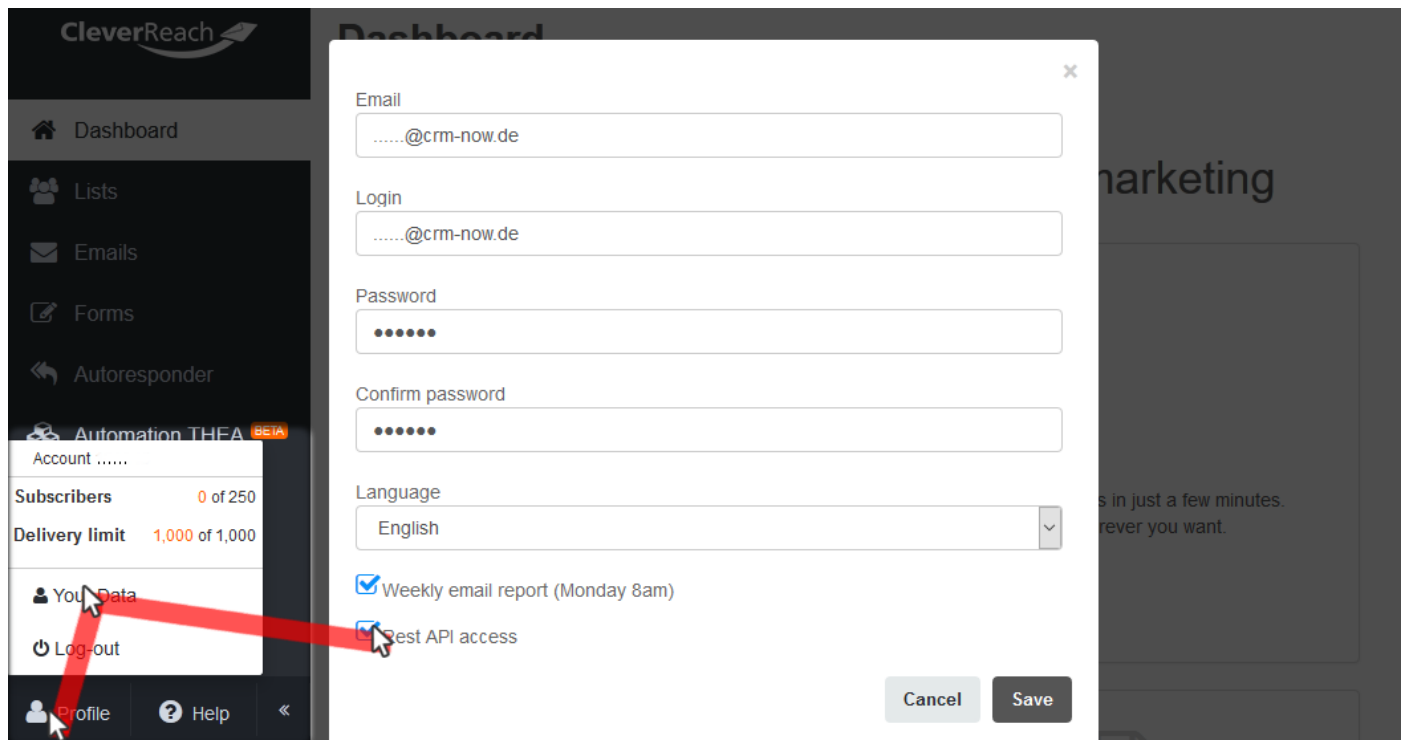 CleverReach
Dashboard
Lists
Emails
Forms
Autoresponder
Automation THEA BETA
Account ......
Subscribers 0 of 250
Delivery limit 1,000 of 1,000
Your Data
Log-out
Profile
Help
«
Dashboard
×
Email
......@crm-now.de
Login
......@crm-now.de
Password
••••••
Confirm password
••••••
Language
English
Weekly email report (Monday 8am)
Rest API access
Cancel Save
marketing
s in just a few minutes.
rever you want.